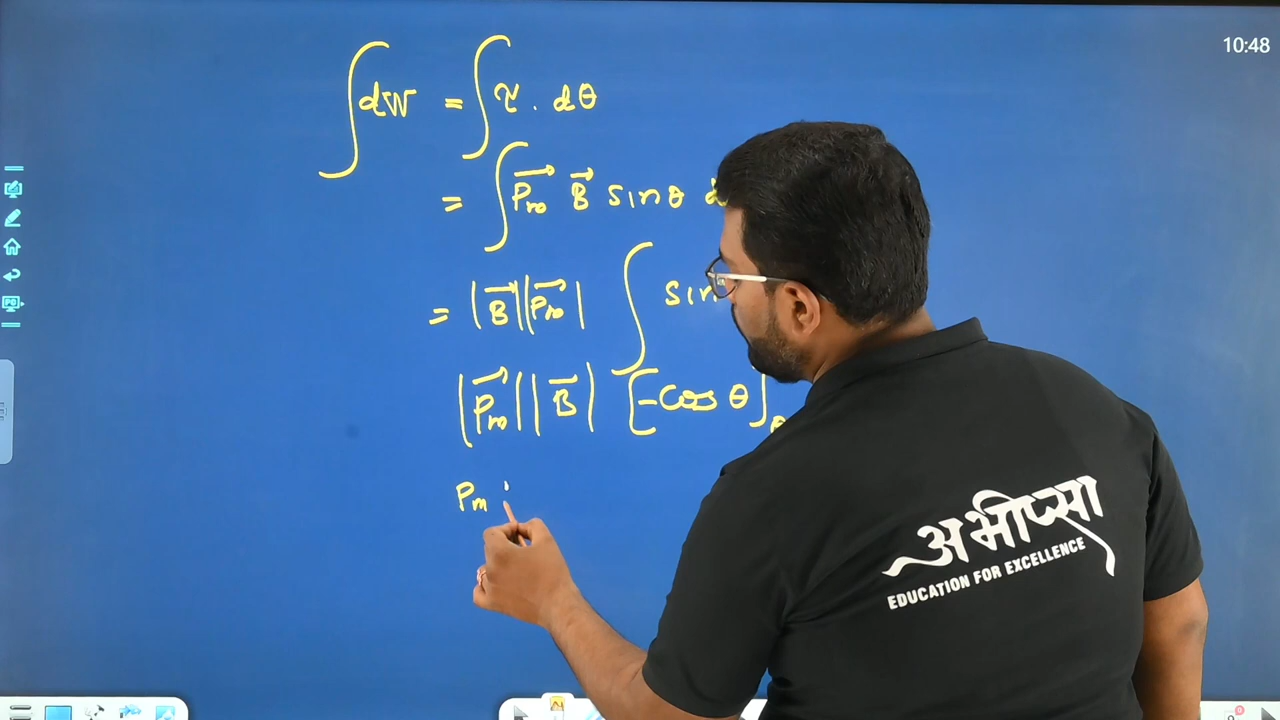 10:48
∫dW = ∫τ . dθ
= ∫P⃗m B⃗ sinθ
= |B⃗||P⃗m| ∫ sin
|P⃗m||B⃗| [-cos θ]θ
Pm
अभीप्सा
EDUCATION FOR EXCELLENCE